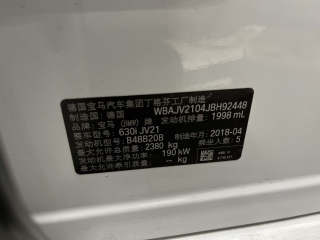 德国宝马汽车集团丁格芬工厂制造
制造国：德国 WBAJV2104JBH92448
品牌：宝马（BMW）牌 发动机排量：1998 mL
整车型号：630i JV21
发动机型号：B48B20B 制造年月：2018-04
最大允许总质量：2380 kg 乘坐人数：5
最大净功率：190 kW
最大允许牵引质量：-- kg